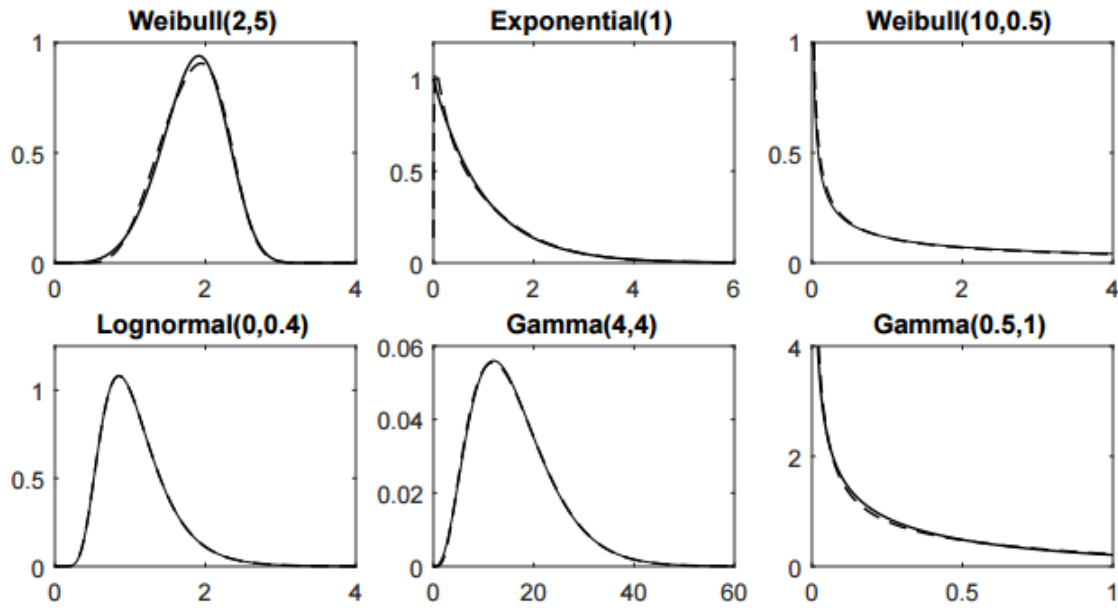 Weibull(2,5) Exponential(1) Weibull(10,0.5)
1 1 1
0.5 0.5 0.5
0 0 0
0 2 4 0 2 4 6 0 2 4
Lognormal(0,0.4) Gamma(4,4) Gamma(0.5,1)
1 0.06 4
0.5 0.04 2
0 0.02 0
0
0 2 4 0 20 40 60 0 0.5 1